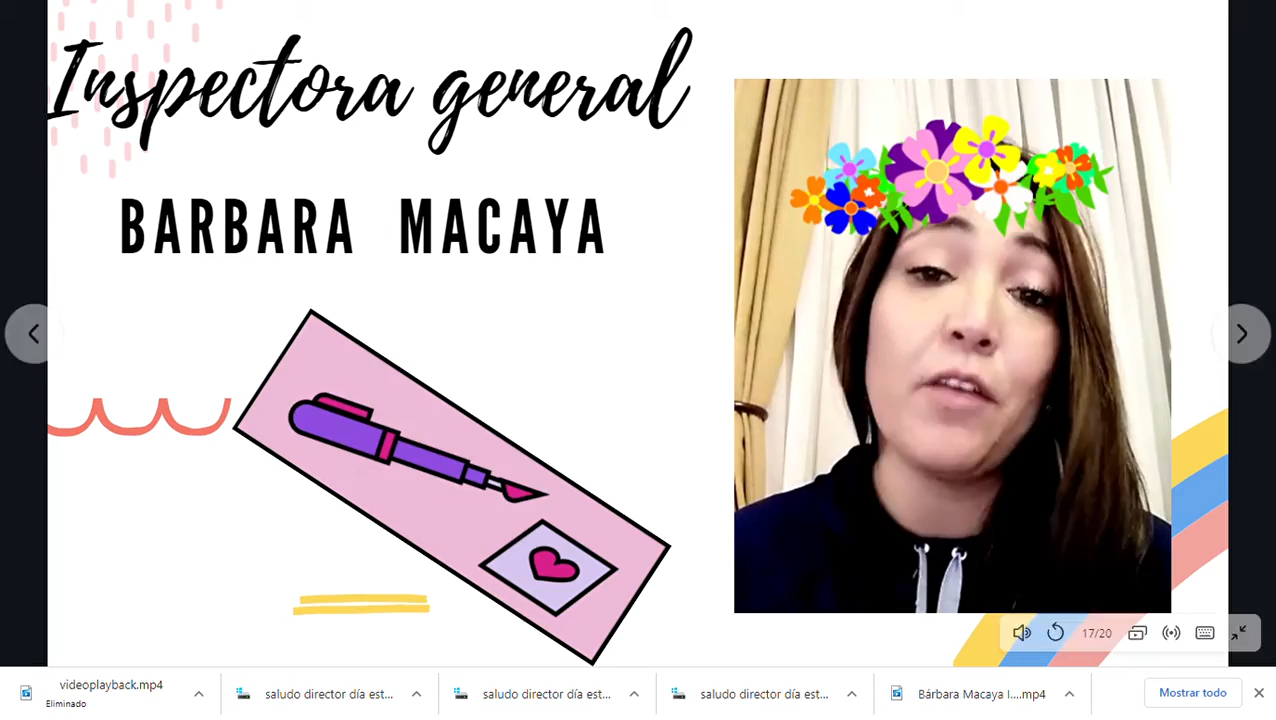 Inspectora general
BARBARA MACAYA
17/20
videoplayback.mp4
Eliminado
saludo director día est...
saludo director día est...
saludo director día est...
Bárbara Macaya I....mp4
Mostrar todo